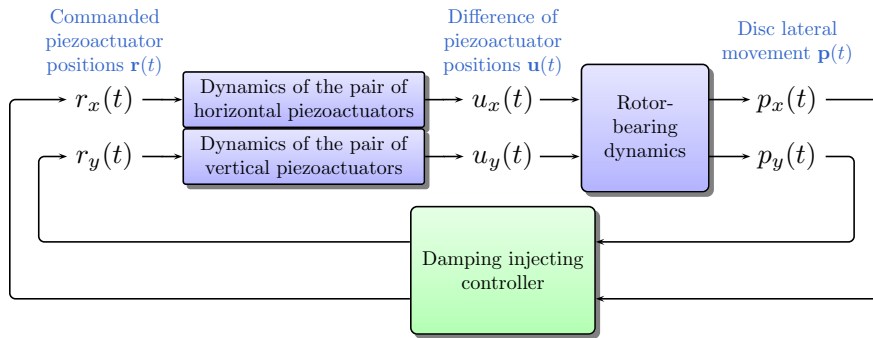 Commanded
piezoactuator
positions r(t)
Difference of
piezoactuator
positions u(t)
Disc lateral
movement p(t)
r_x(t)
Dynamics of the pair of
horizontal piezoactuators
u_x(t)
Rotor-
bearing
dynamics
p_x(t)
r_y(t)
Dynamics of the pair of
vertical piezoactuators
u_y(t)
p_y(t)
Damping injecting
controller